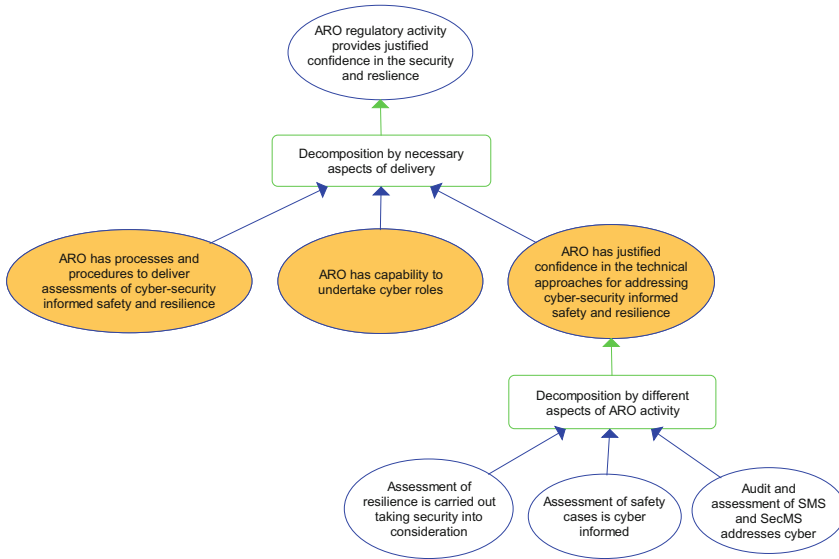 ARO regulatory activity
provides justified
confidence in the security
and reslience
Decomposition by necessary
aspects of delivery
ARO has processes and
procedures to deliver
assessments of cyber-security
informed safety and resilience
ARO has capability to
undertake cyber roles
ARO has justified
confidence in the technical
approaches for addressing
cyber-security informed
safety and resilience
Decomposition by different
aspects of ARO activity
Assessment of
resilience is carried out
taking security into
consideration
Assessment of safety
cases is cyber
informed
Audit and
assessment of SMS
and SecMS
addresses cyber